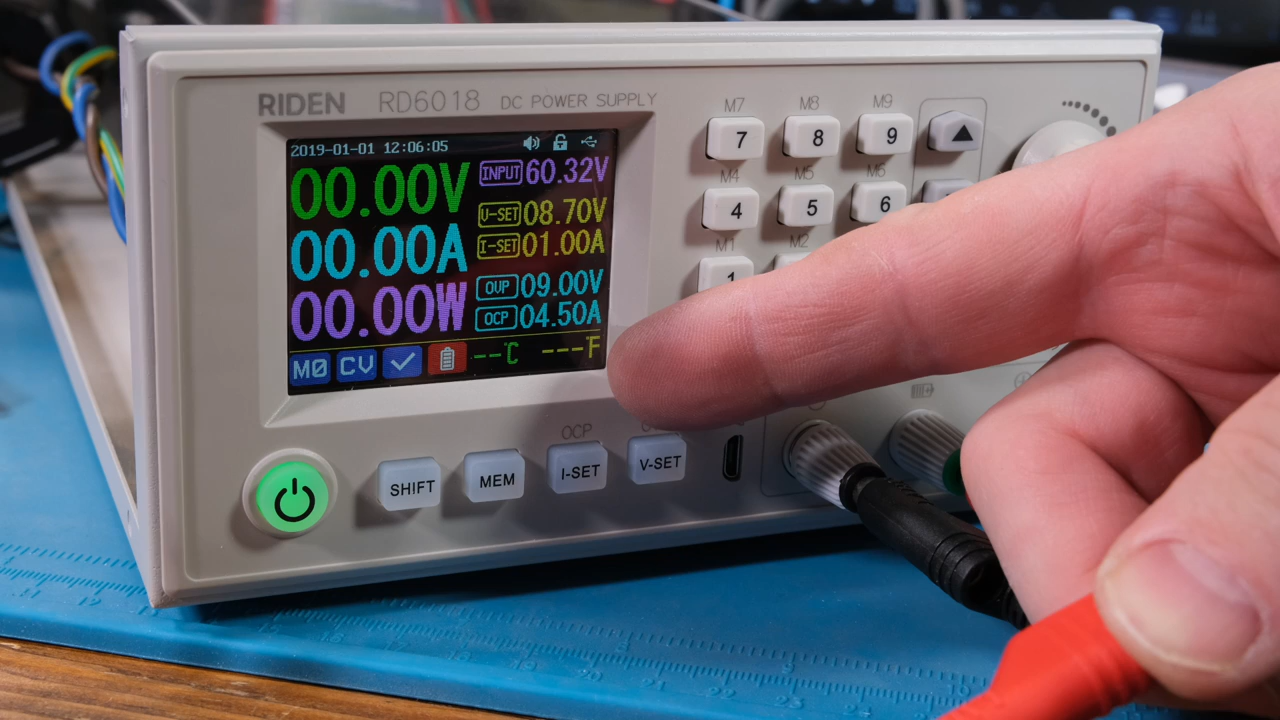 RIDEN RD6018 DC POWER SUPPLY
2019-01-01 12:06:05
00.00V
INPUT 60.32V
V-SET 08.70V
00.00A
I-SET 01.00A
OVP 09.00V
00.00W
OCP 04.50A
M0 CV --°C ---°F
M7 M8 M9
7 8 9
M4 M5 M6
4 5 6
M1 M2
1
OCP
SHIFT MEM I-SET V-SET